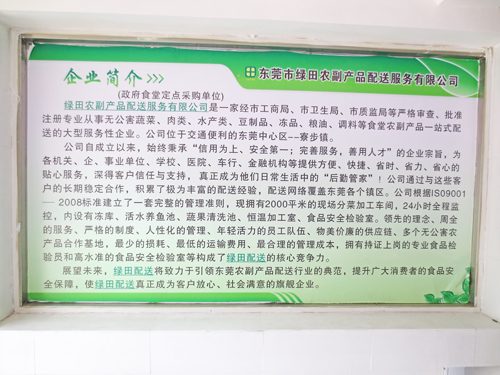 企业简介>>>
东莞市绿田农副产品配送服务有限公司
(政府食堂定点采购单位)
绿田农副产品配送服务有限公司是一家经市工商局、市卫生局、市质监局等严格审查、批准
注册专业从事无公害蔬菜、肉类、水产类、豆制品、冻品、粮油、调料等食堂农副产品一站式配
送的大型服务性企业。公司位于交通便利的东莞中心区--寮步镇。
公司自成立以来，始终秉承“信用为上、安全第一；完善服务，善用人才”的企业宗旨，为
各机关、企、事业单位、学校、医院、车行、金融机构等提供方便、快捷、省时、省力、省心的
贴心服务，深得客户信任与支持，真正成为他们日常生活中的“后勤管家”！公司通过与这些客
户的长期稳定合作，积累了极为丰富的配送经验，配送网络覆盖东莞各个镇区。公司根据ISO9001
—2008标准建立了一套完整的管理准则，现拥有2000平米的现场分菜加工车间，24小时全程监
控，内设有冻库、活水养鱼池、蔬果清洗池、恒温加工室、食品安全检验室。领先的理念、周全
的服务、严格的制度、人性化的管理、年轻活力的员工队伍、物美价廉的供应链、多个无公害农
产品合作基地，最少的损耗、最低的运输费用、最合理的管理成本，拥有持证上岗的专业食品检
验员和高水准的食品安全检验室等构成了绿田配送的核心竞争力。
展望未来，绿田配送将致力于引领东莞农副产品配送行业的典范，提升广大消费者的食品安
全保障，使绿田配送真正成为客户放心、社会满意的旗舰企业。